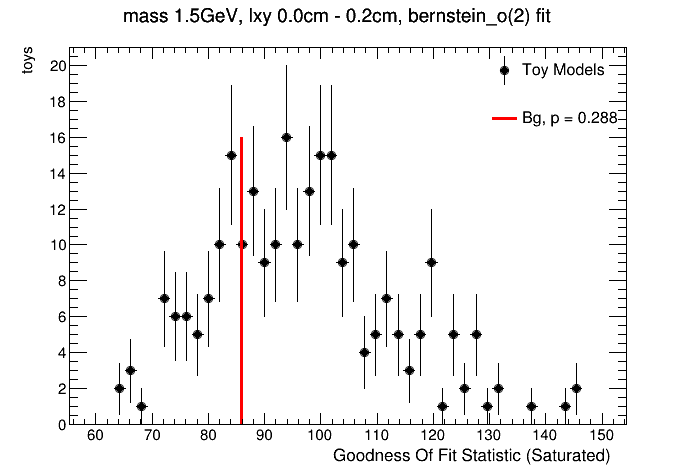 mass 1.5GeV, lxy 0.0cm - 0.2cm, bernstein_o(2) fit
toys
20
18
16
14
12
10
8
6
4
2
0
Toy Models
Bg, p = 0.288
60 70 80 90 100 110 120 130 140 150
Goodness Of Fit Statistic (Saturated)